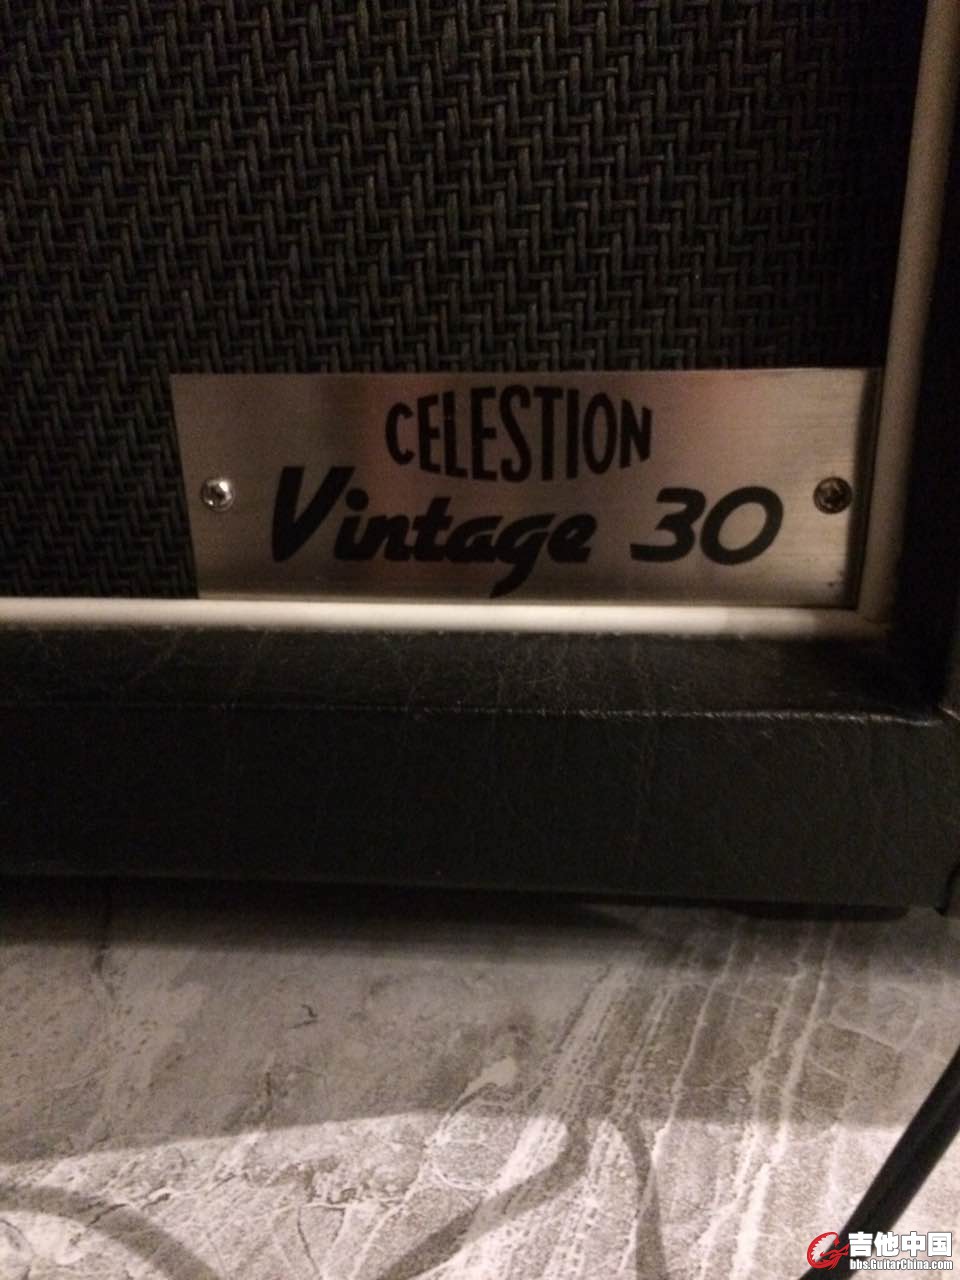 CELESTION
Vintage 30
吉他中国
bbs.GuitarChina.com